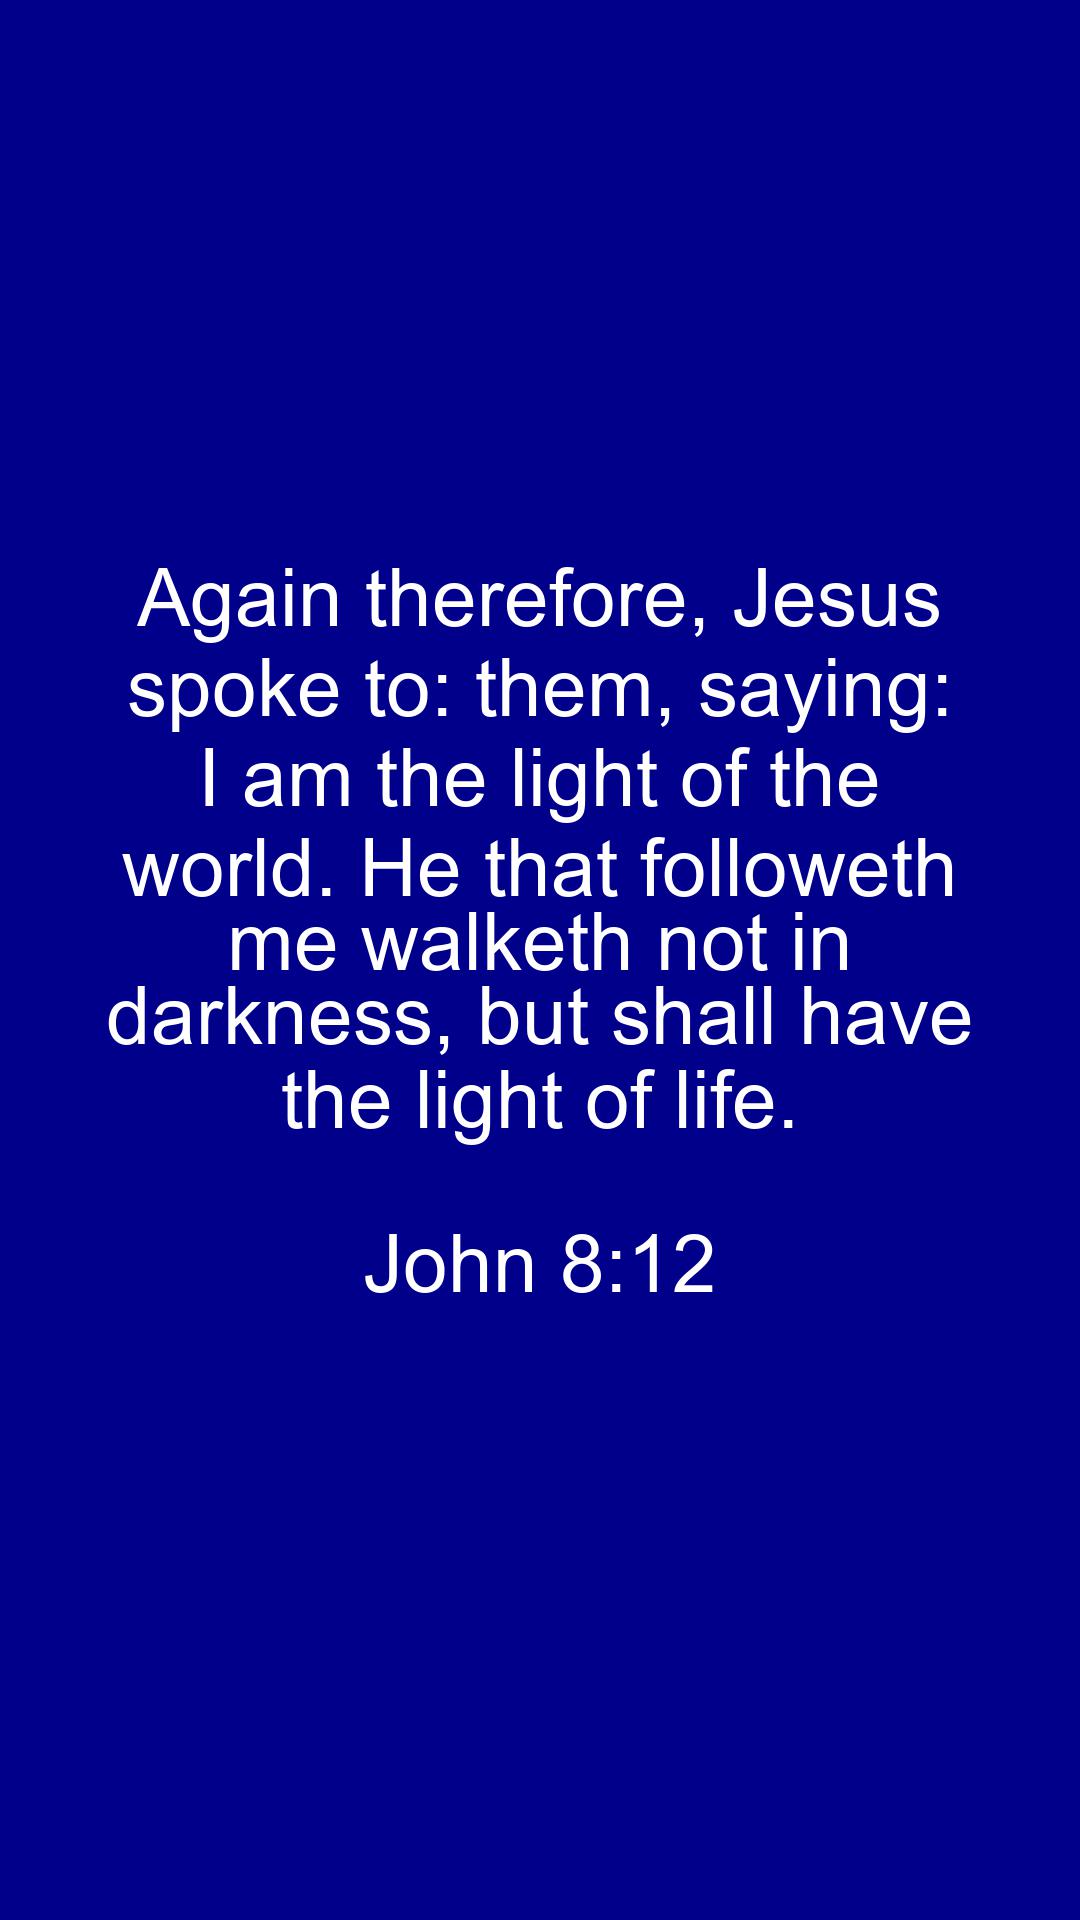 Again therefore, Jesus
spoke to: them, saying:
I am the light of the
world. He that followeth
me walketh not in
darkness, but shall have
the light of life.
John 8:12